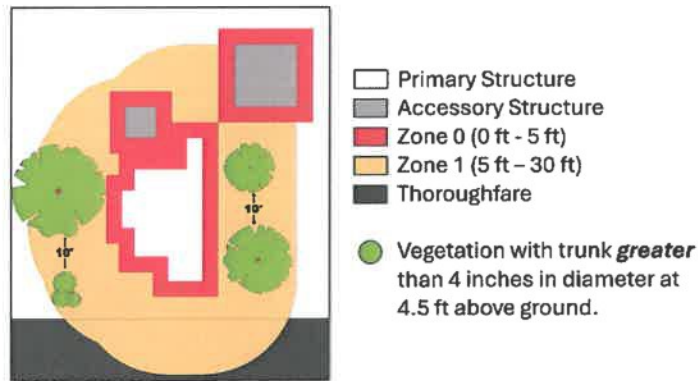 Primary Structure
Accessory Structure
Zone 0 (0 ft - 5 ft)
Zone 1 (5 ft – 30 ft)
Thoroughfare
Vegetation with trunk greater
than 4 inches in diameter at
4.5 ft above ground.
10'
10'